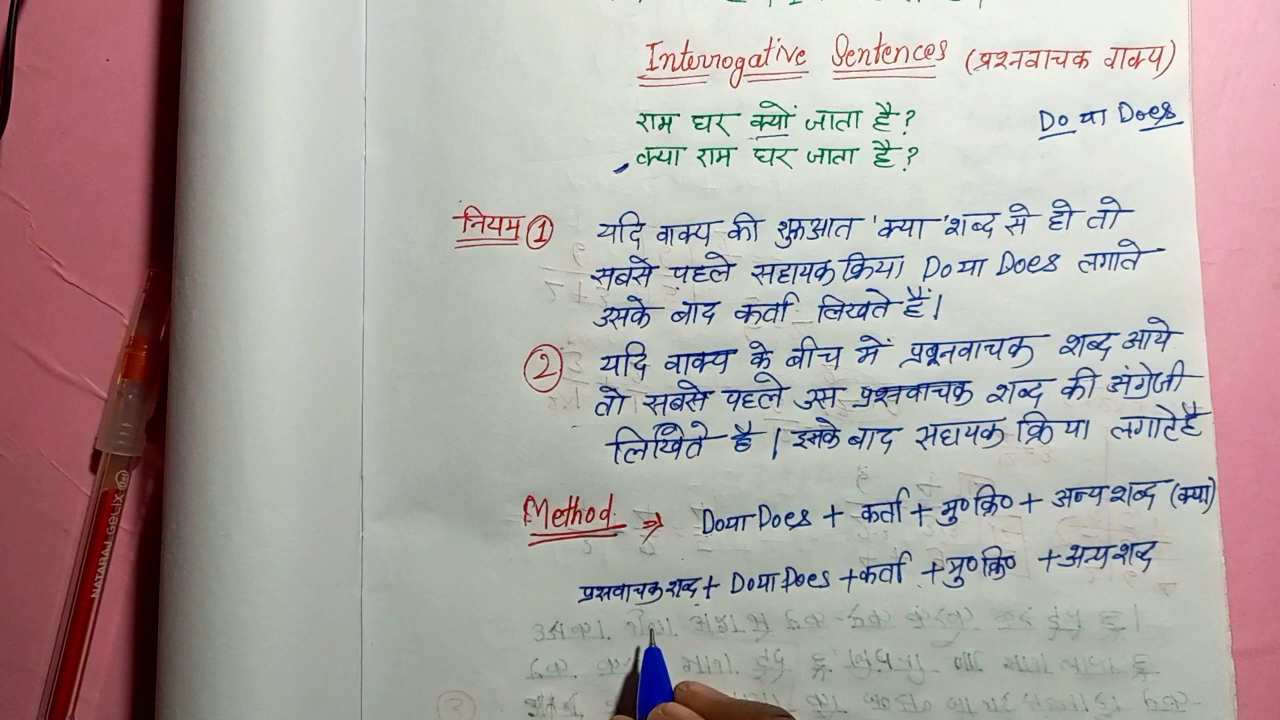 Interrogative Sentences (प्रश्नवाचक वाक्य)
राम घर क्यों जाता है? Do या Does
क्या राम घर जाता है?
नियम ① यदि वाक्य की शुरुआत 'क्या' शब्द से हो तो
सबसे पहले सहायक क्रिया Do या Does लगाते
उसके बाद कर्ता लिखते हैं।
② यदि वाक्य के बीच में प्रश्नवाचक शब्द आये
तो सबसे पहले उस प्रश्नवाचक शब्द की अंग्रेजी
लिखिते है। इसके बाद सहायक क्रिया लगाते है
Method ⇒ Do या Does + कर्ता + मु० क्रि० + अन्य शब्द (क्या)
प्रसवाचक शब्द + Do या Does + कर्ता + मु० क्रि० + अन्य शब्द
NATARAJ GELIX